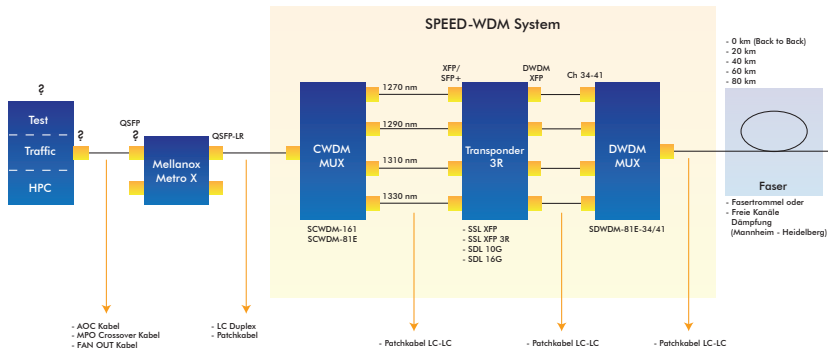 SPEED-WDM System
- 0 km (Back to Back)
- 20 km
- 40 km
- 60 km
- 80 km
?
Test
Traffic
HPC
?
QSFP
?
Mellanox
Metro X
QSFP-LR
CWDM
MUX
SCWDM-161
SCWDM-81E
1270 nm
1290 nm
1310 nm
1330 nm
XFP/
SFP+
Transponder
3R
- SSL XFP
- SSL XFP 3R
- SDL 10G
- SDL 16G
DWDM
XFP
Ch 34-41
DWDM
MUX
SDWDM-81E-34/41
Faser
- Fasertrommel oder
- Freie Kanäle
Dämpfung
(Mannheim - Heidelberg)
- AOC Kabel
- MPO Crossover Kabel
- FAN OUT Kabel
- LC Duplex
- Patchkabel
- Patchkabel LC-LC
- Patchkabel LC-LC
- Patchkabel LC-LC